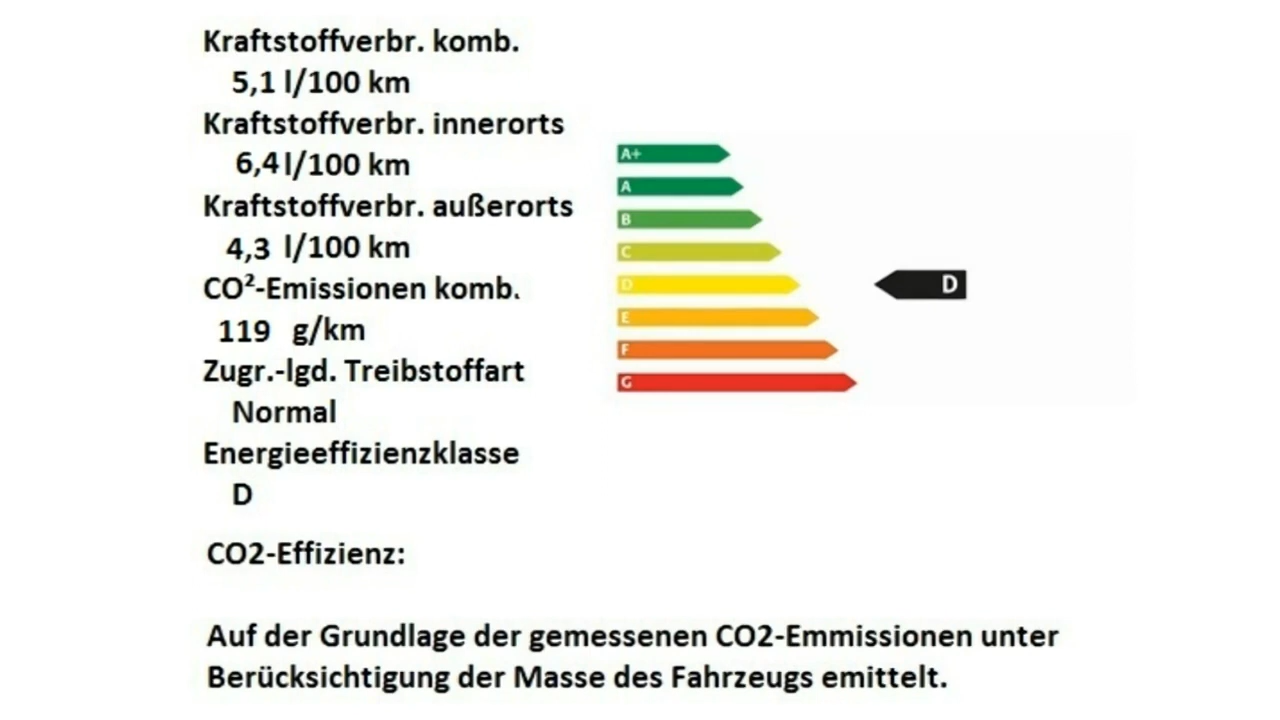 Kraftstoffverbr. komb.
5,1 l/100 km
Kraftstoffverbr. innerorts
6,4 l/100 km
Kraftstoffverbr. außerorts
4,3 l/100 km
CO²-Emissionen komb.
119 g/km
Zugr.-lgd. Treibstoffart
Normal
Energieeffizienzklasse
D
A+
A
B
C
D
D
E
F
G
CO2-Effizienz:
Auf der Grundlage der gemessenen CO2-Emmissionen unter
Berücksichtigung der Masse des Fahrzeugs emittelt.